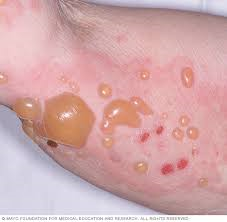 © MAYO FOUNDATION FOR MEDICAL EDUCATION AND RESEARCH. ALL RIGHTS RESERVED.